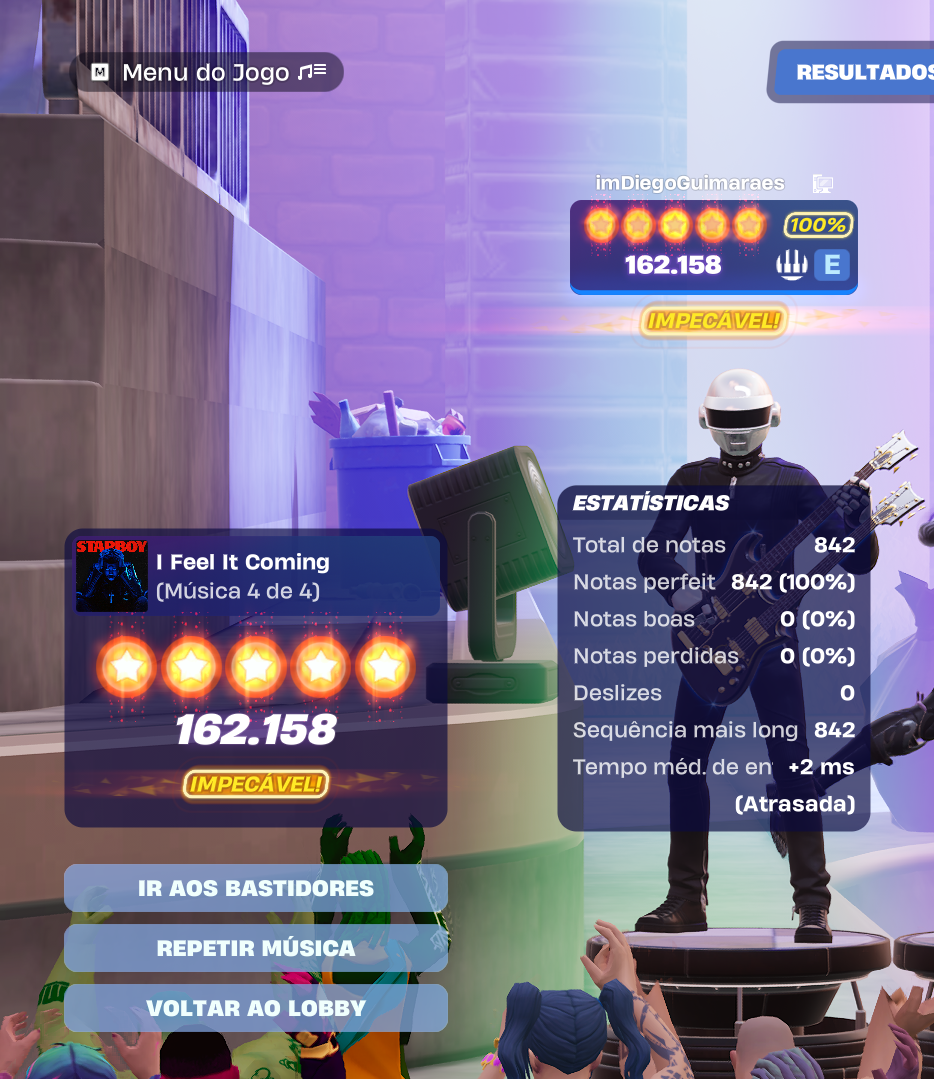 M Menu do Jogo
RESULTADOS
imDiegoGuimaraes
100%
162.158
E
IMPECÁVEL!
ESTATÍSTICAS
Total de notas 842
Notas perfeit 842 (100%)
Notas boas 0 (0%)
Notas perdidas 0 (0%)
Deslizes 0
Sequência mais long 842
Tempo méd. de en +2 ms
(Atrasada)
STARBOY
I Feel It Coming
(Música 4 de 4)
162.158
IMPECÁVEL!
IR AOS BASTIDORES
REPETIR MÚSICA
VOLTAR AO LOBBY